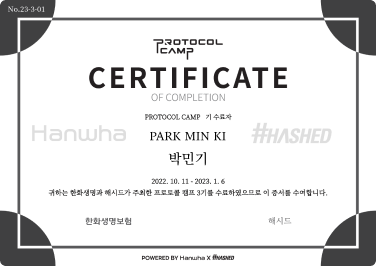 No.23-3-01
PROTOCOL
CAMP
CERTIFICATE
OF COMPLETION
PROTOCOL CAMP 기 수료자
Hanwha
PARK MIN KI
#HASHED
박민기
2022. 10. 11 - 2023. 1. 6
귀하는 한화생명과 해시드가 주최한 프로토콜 캠프 3기를 수료하였으므로 이 증서를 수여합니다.
한화생명보험
해시드
POWERED BY Hanwha X #HASHED